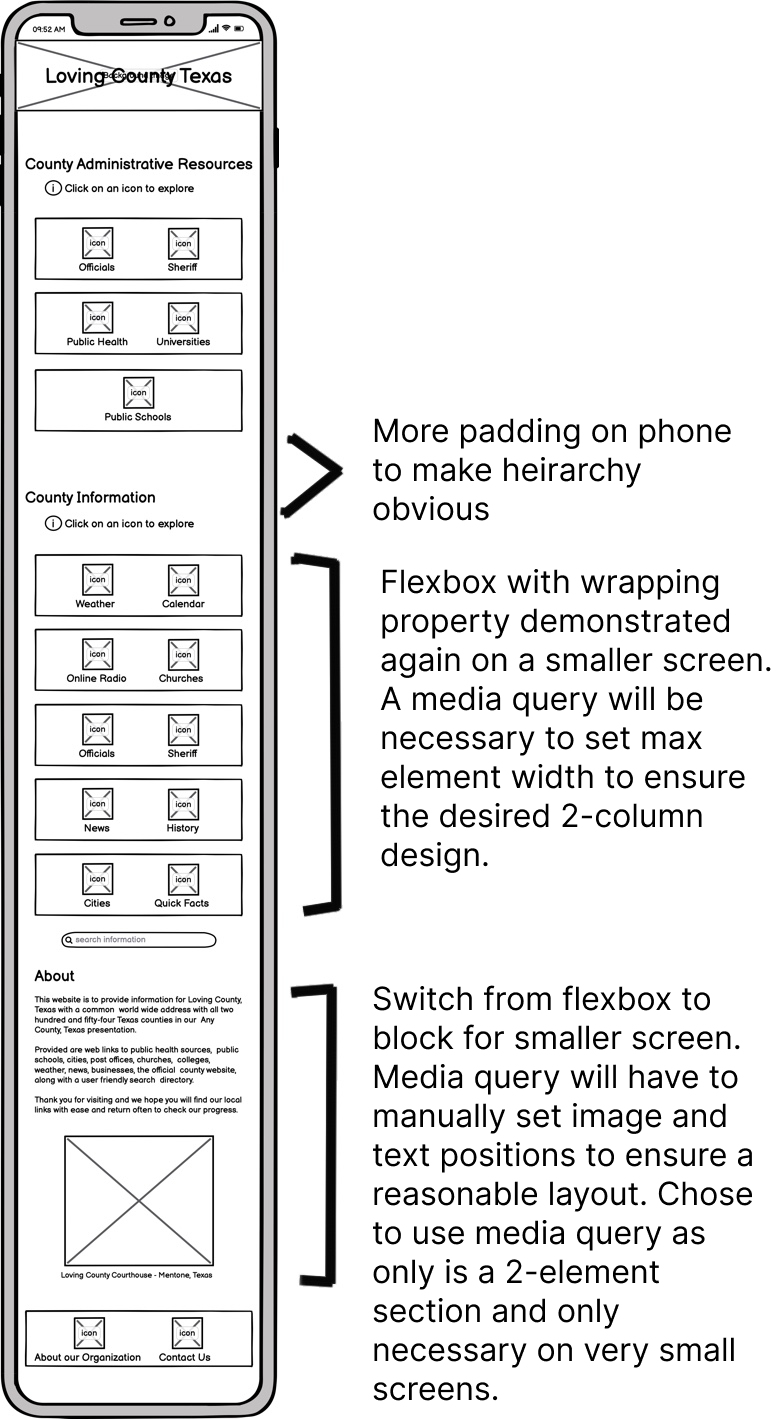 09:52 AM
Loving County Texas
County Administrative Resources
i Click on an icon to explore
icon icon
Officials Sheriff
icon icon
Public Health Universities
icon
Public Schools
More padding on phone
to make heirarchy
obvious
County Information
i Click on an icon to explore
icon icon
Weather Calendar
icon icon
Online Radio Churches
icon icon
Officials Sheriff
icon icon
News History
icon icon
Cities Quick Facts
Flexbox with wrapping
property demonstrated
again on a smaller screen.
A media query will be
necessary to set max
element width to ensure
the desired 2-column
design.
search information
About
This website is to provide information for Loving County,
Texas with a common world wide address with all two
hundred and fifty-four Texas counties in our Any
County, Texas presentation.
Provided are web links to public health sources, public
schools, cities, post offices, churches, colleges,
weather, news, businesses, the official county website,
along with a user friendly search directory.
Thank you for visiting and we hope you will find our local
links with ease and return often to check our progress.
Loving County Courthouse - Mentone, Texas
icon icon
About our Organization Contact Us
Switch from flexbox to
block for smaller screen.
Media query will have to
manually set image and
text positions to ensure a
reasonable layout. Chose
to use media query as
only is a 2-element
section and only
necessary on very small
screens.